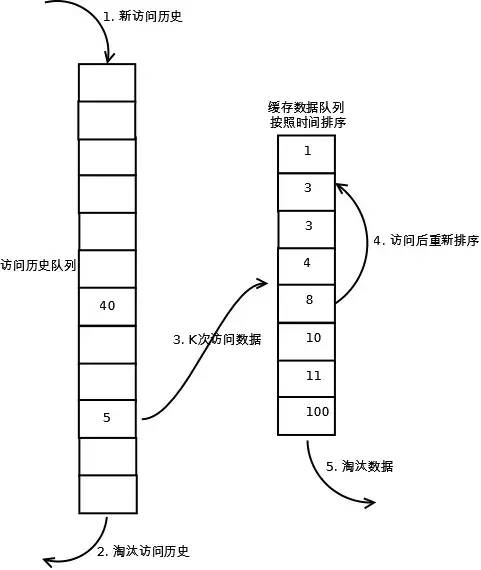 1. 新访问历史
缓存数据队列
按照时间排序
1
3
3
4
8
10
11
100
4. 访问后重新排序
访问历史队列
40
5
3. K次访问数据
5. 淘汰数据
2. 淘汰访问历史